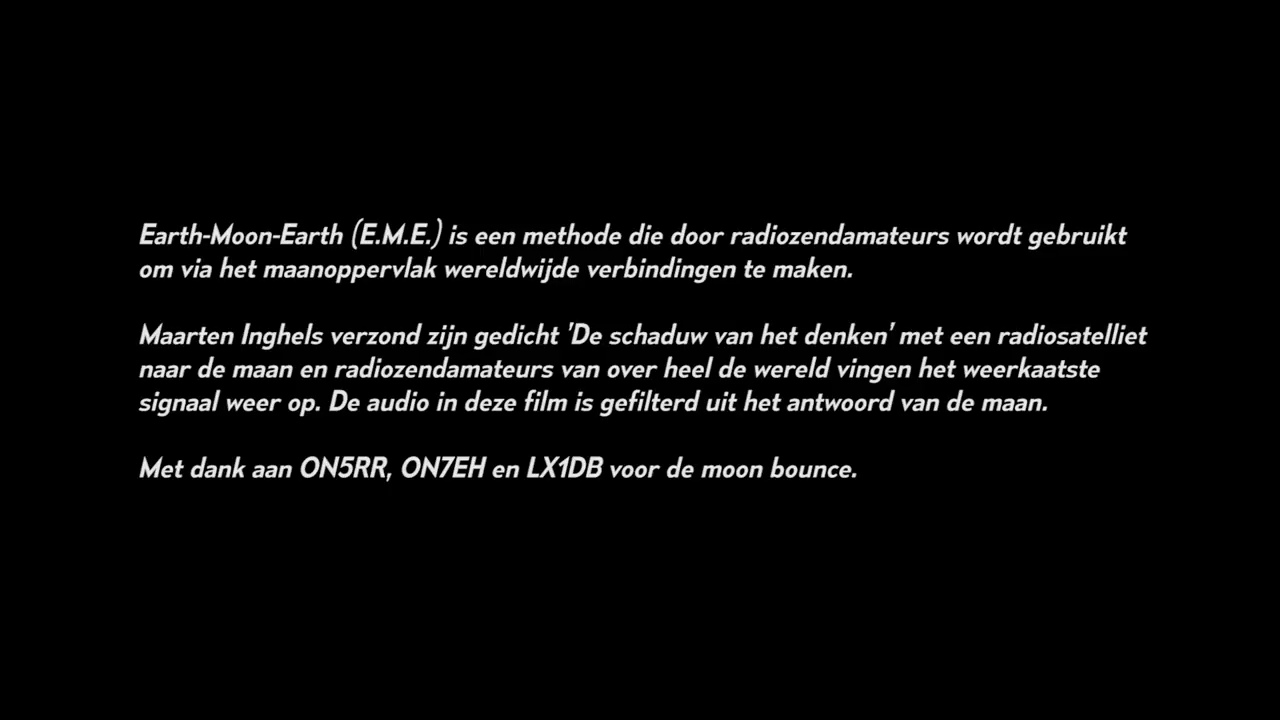 Earth-Moon-Earth (E.M.E.) is een methode die door radiozendamateurs wordt gebruikt
om via het maanoppervlak wereldwijde verbindingen te maken.
Maarten Inghels verzond zijn gedicht 'De schaduw van het denken' met een radiosatelliet
naar de maan en radiozendamateurs van over heel de wereld vingen het weerkaatste
signaal weer op. De audio in deze film is gefilterd uit het antwoord van de maan.
Met dank aan ON5RR, ON7EH en LX1DB voor de moon bounce.